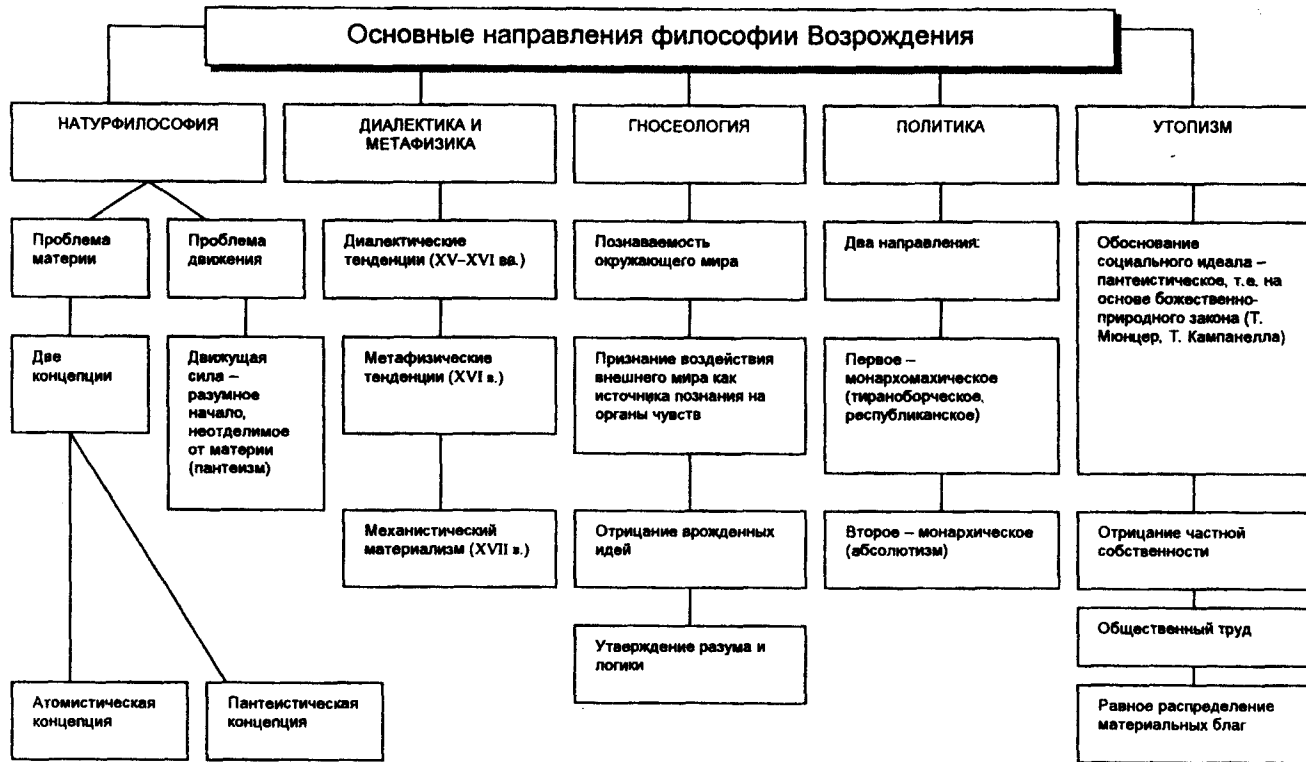 Основные направления философии Возрождения
НАТУРФИЛОСОФИЯ
Проблема
материи
Проблема
движения
Две
концепции
Движущая
сила –
разумное
начало,
неотделимое
от материи
(пантеизм)
Атомистическая
концепция
Пантеистическая
концепция
ДИАЛЕКТИКА И
МЕТАФИЗИКА
Диалектические
тенденции (XV–XVI вв.)
Метафизические
тенденции (XVI в.)
Механистический
материализм (XVII в.)
ГНОСЕОЛОГИЯ
Познаваемость
окружающего мира
Признание воздействия
внешнего мира как
источника познания на
органы чувств
Отрицание врожденных
идей
Утверждение разума и
логики
ПОЛИТИКА
Два направления:
Первое –
монархомахическое
(тираноборческое,
республиканское)
Второе – монархическое
(абсолютизм)
УТОПИЗМ
Обоснование
социального идеала –
пантеистическое, т.е. на
основе божественно-
природного закона (Т.
Мюнцер, Т. Кампанелла)
Отрицание частной
собственности
Общественный труд
Равное распределение
материальных благ